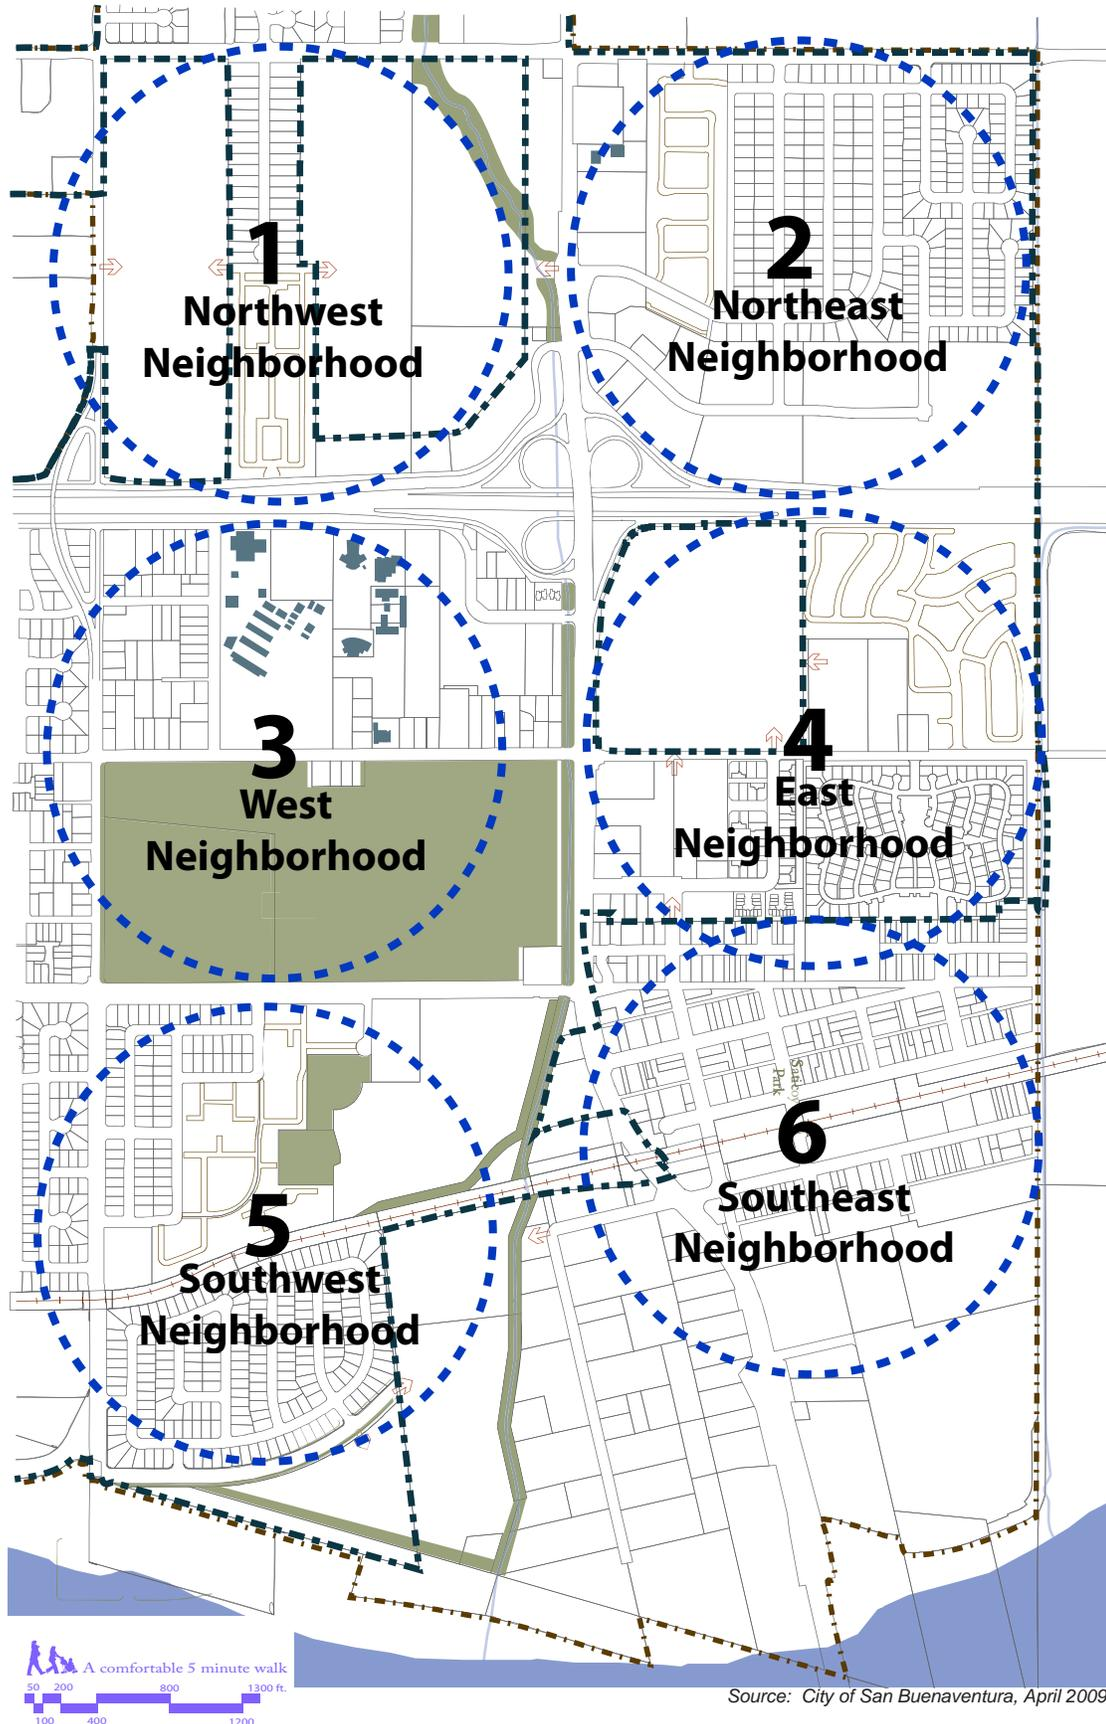 1
Northwest
Neighborhood
2
Northeast
Neighborhood
3
West
Neighborhood
4
East
Neighborhood
Saticoy
Park
5
Southwest
Neighborhood
6
Southeast
Neighborhood
A comfortable 5 minute walk
50 200 800 1300 ft.
100 400 1200
Source: City of San Buenaventura, April 2009